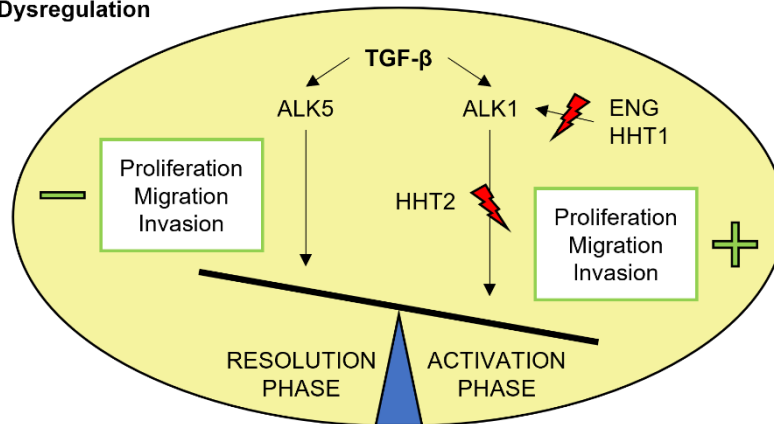 Dysregulation
TGF-β
ALK5
ALK1
ENG
HHT1
Proliferation
Migration
Invasion
HHT2
Proliferation
Migration
Invasion
RESOLUTION
PHASE
ACTIVATION
PHASE